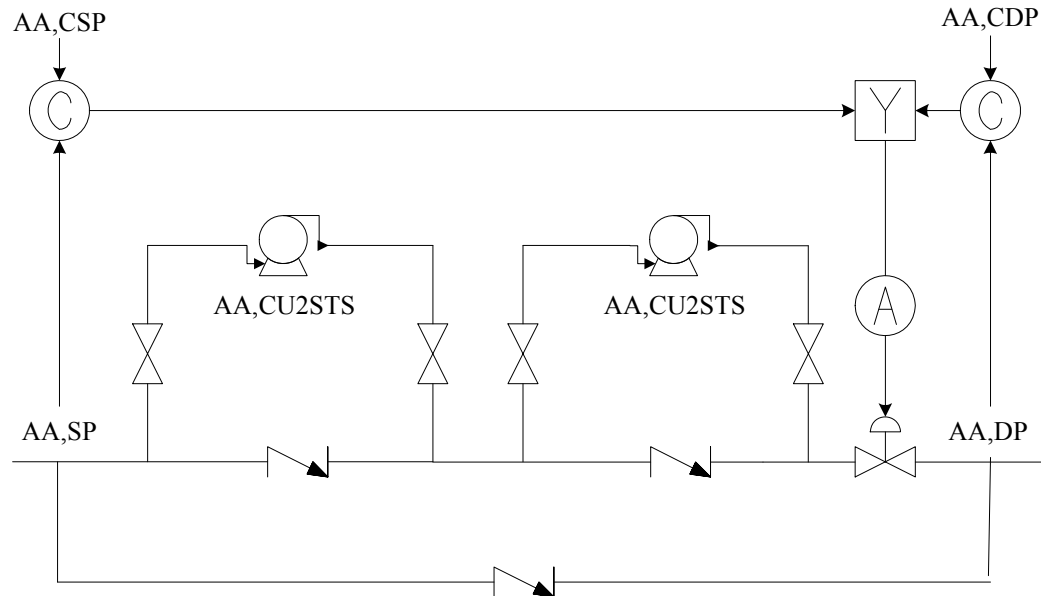 AA,CSP
AA,CDP
C
Y
C
AA,CU2STS
AA,CU2STS
A
AA,SP
AA,DP